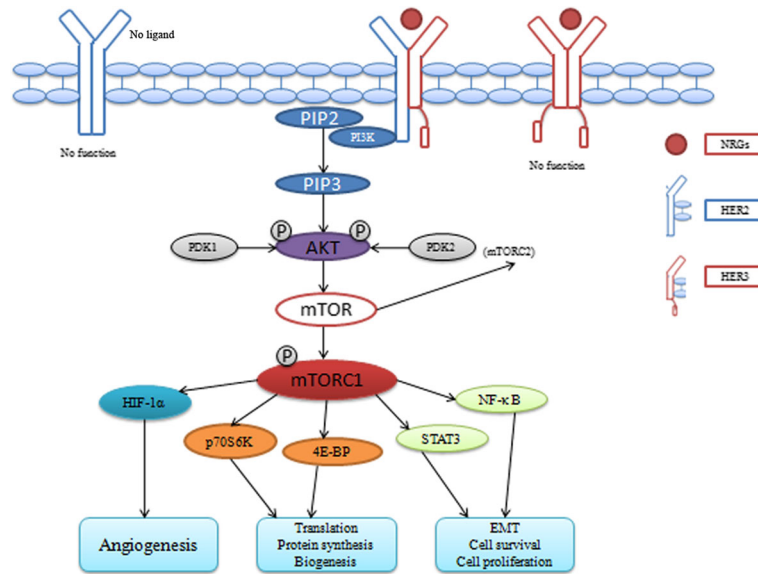 No ligand
No function
PIP2
PI3K
No function
NRGs
PIP3
HER2
P
P
PDK1
AKT
PDK2
(mTORC2)
HER3
mTOR
P
mTORC1
HIF-1α
NF-κB
p70S6K
4E-BP
STAT3
Angiogenesis
Translation
Protein synthesis
Biogenesis
EMT
Cell survival
Cell proliferation